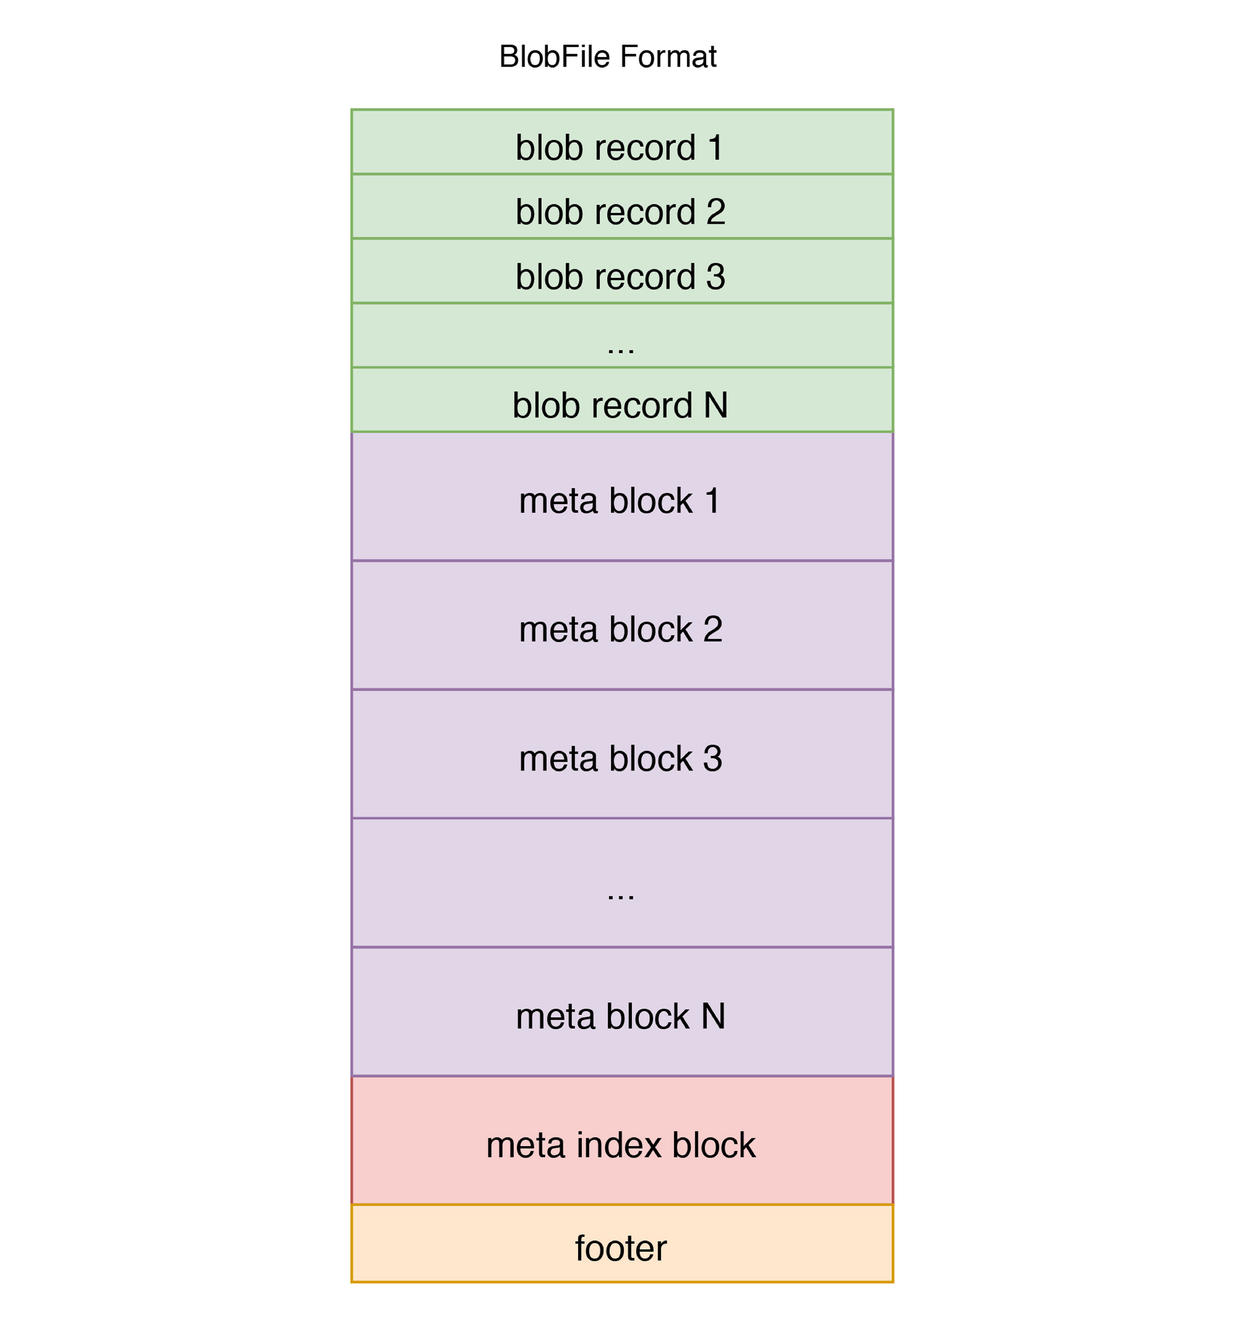 BlobFile Format
blob record 1
blob record 2
blob record 3
...
blob record N
meta block 1
meta block 2
meta block 3
...
meta block N
meta index block
footer